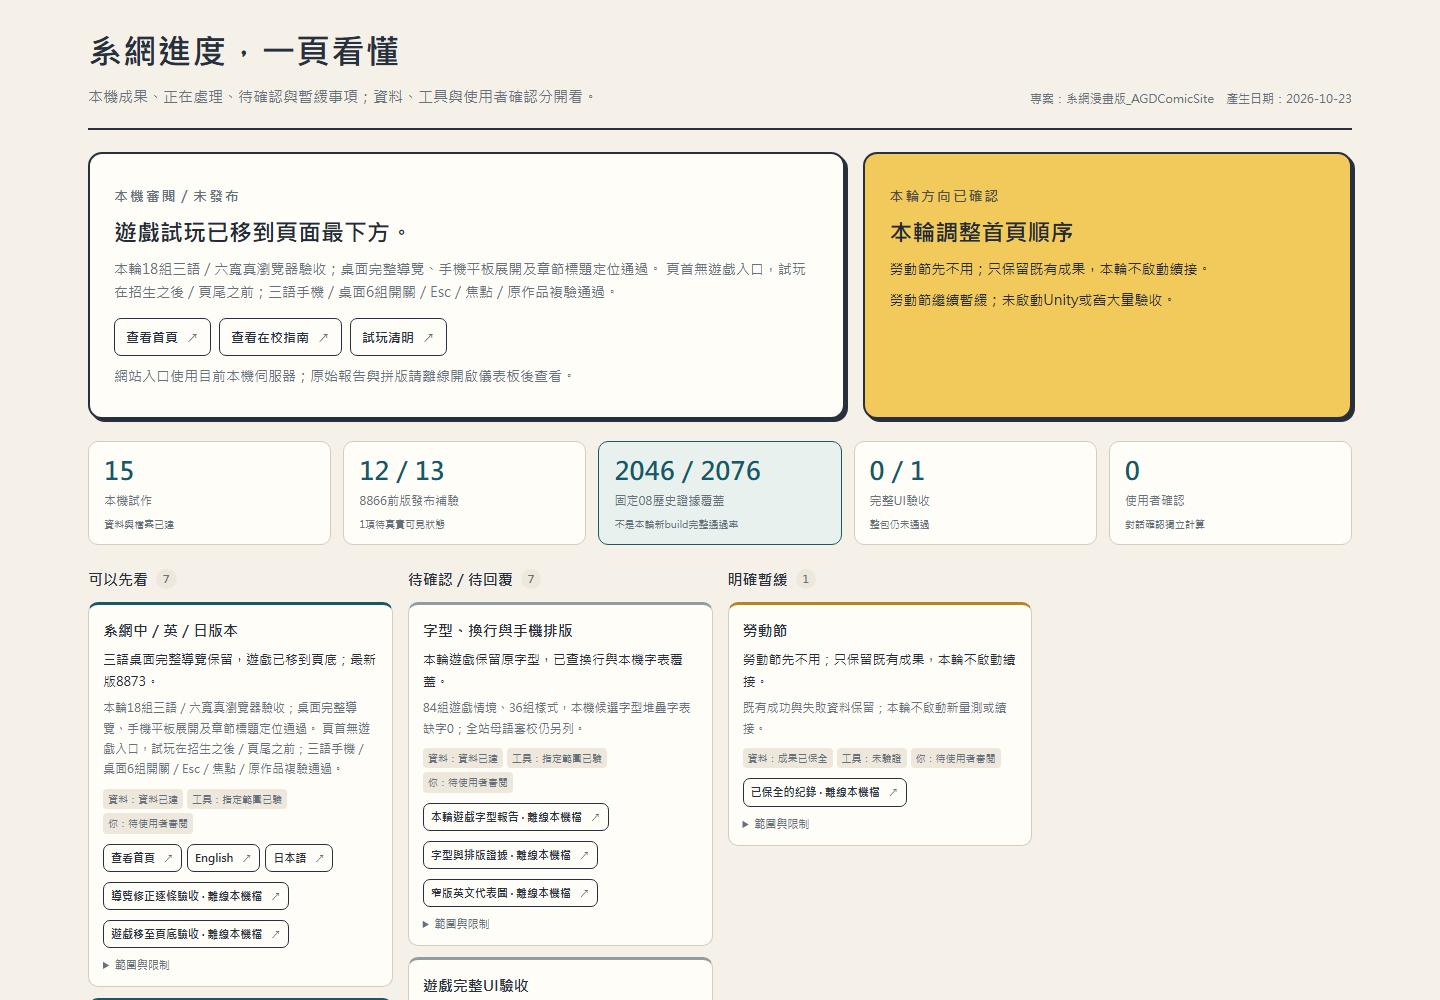 系網進度，一頁看懂
本機成果、正在處理、待確認與暫緩事項；資料、工具與使用者確認分開看。
專案：系網漫畫版_AGDComicSite　產生日期：2026-10-23
本機審閱 / 未發布
遊戲試玩已移到頁面最下方。
本輪18組三語 / 六寬真瀏覽器驗收；桌面完整導覽、手機平板展開及章節標題定位通過。 頁首無遊戲入口，試玩
在招生之後 / 頁尾之前；三語手機 / 桌面6組開關 / Esc / 焦點 / 原作品複驗通過。
查看首頁 ↗
查看在校指南 ↗
試玩清明 ↗
網站入口使用目前本機伺服器；原始報告與拼版請離線開啟儀表板後查看。
本輪方向已確認
本輪調整首頁順序
勞動節先不用；只保留既有成果，本輪不啟動續接。
勞動節繼續暫緩；未啟動Unity或舊大量驗收。
15
本機試作
資料與檔案已建
12 / 13
8866前版發布補驗
1項待真實可見狀態
2046 / 2076
固定08歷史證據覆蓋
不是本輪新build完整通過率
0 / 1
完整UI驗收
整包仍未通過
0
使用者確認
對話確認獨立計算
可以先看 7
系網中 / 英 / 日版本
三語桌面完整導覽保留，遊戲已移到頁底；最新
版8873。
本輪18組三語 / 六寬真瀏覽器驗收；桌面完整導
覽、手機平板展開及章節標題定位通過。 頁首無遊
戲入口，試玩在招生之後 / 頁尾之前；三語手機 /
桌面6組開關 / Esc / 焦點 / 原作品複驗通過。
資料：資料已建
工具：指定範圍已驗
你：待使用者審閱
查看首頁 ↗
English ↗
日本語 ↗
導覽修正逐條驗收 · 離線本機檔 ↗
遊戲移至頁底驗收 · 離線本機檔 ↗
▶ 範圍與限制
待確認 / 待回覆 7
字型、換行與手機排版
本輪遊戲保留原字型，已查換行與本機字表覆
蓋。
84組遊戲情境、36組樣式，本機候選字型堆疊字表
缺字0；全站母語審校仍另列。
資料：資料已建
工具：指定範圍已驗
你：待使用者審閱
本輪遊戲字型報告 · 離線本機檔 ↗
字型與排版證據 · 離線本機檔 ↗
窄版英文代表圖 · 離線本機檔 ↗
▶ 範圍與限制
遊戲完整UI驗收
明確暫緩 1
勞動節
勞動節先不用；只保留既有成果，本輪不啟動續
接。
既有成功與失敗資料保留；本輪不啟動新量測或續
接。
資料：成果已保全
工具：未驗證
你：待使用者審閱
已保全的紀錄 · 離線本機檔 ↗
▶ 範圍與限制